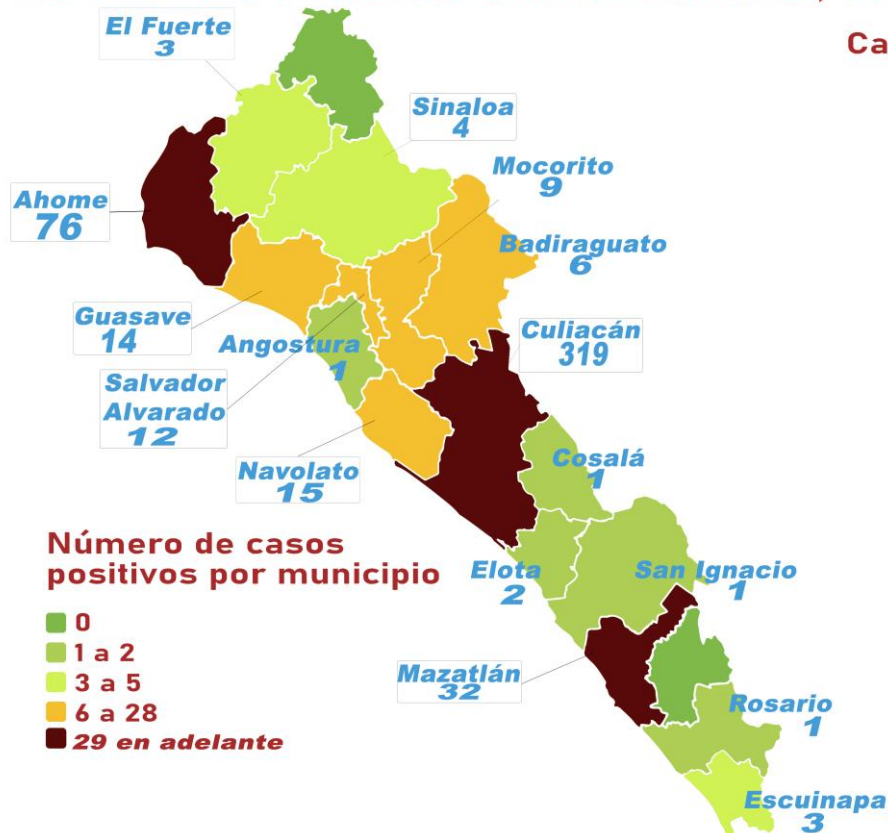 Ca
El Fuerte
3
Sinaloa
4
Mocorito
9
Ahome
76
Badiraguato
6
Guasave
14
Angostura
1
Culiacán
319
Salvador
Alvarado
12
Navolato
15
Cosalá
1
Número de casos
positivos por municipio
Elota
2
San Ignacio
1
0
1 a 2
3 a 5
6 a 28
29 en adelante
Mazatlán
32
Rosario
1
Escuinapa
3